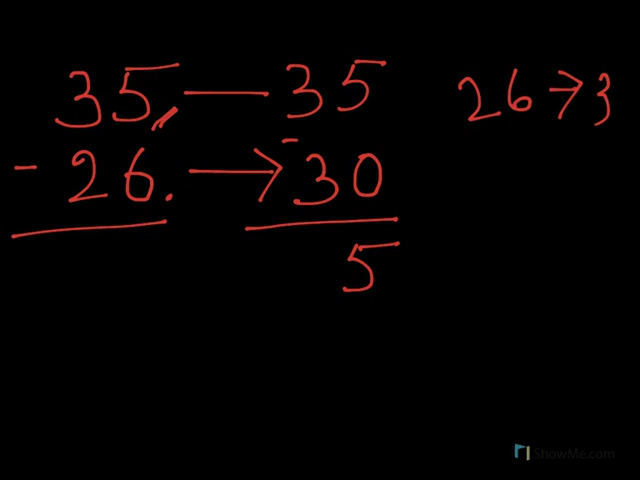 35, — 35 26 → 3
- 26. → - 30
5
ShowMe.com